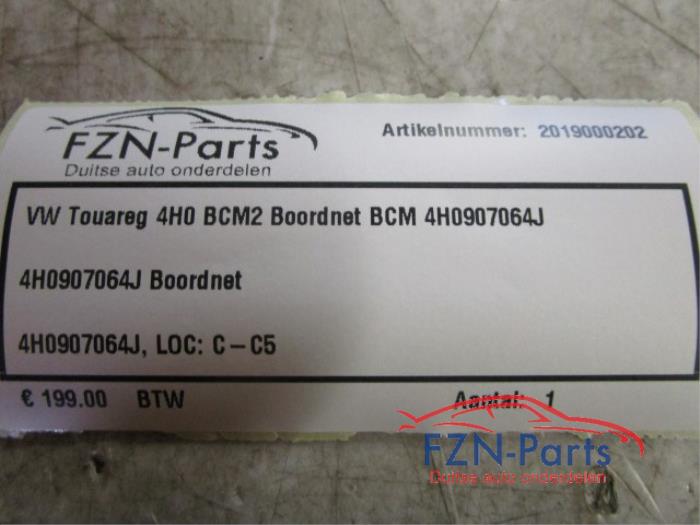 FZN-Parts
Duitse auto onderdelen
Artikelnummer: 2019000202
VW Touareg 4H0 BCM2 Boordnet BCM 4H0907064J
4H0907064J Boordnet
4H0907064J, LOC: C-C5
€ 199.00 BTW Aantal: 1
FZN-Parts
Duitse auto onderdelen